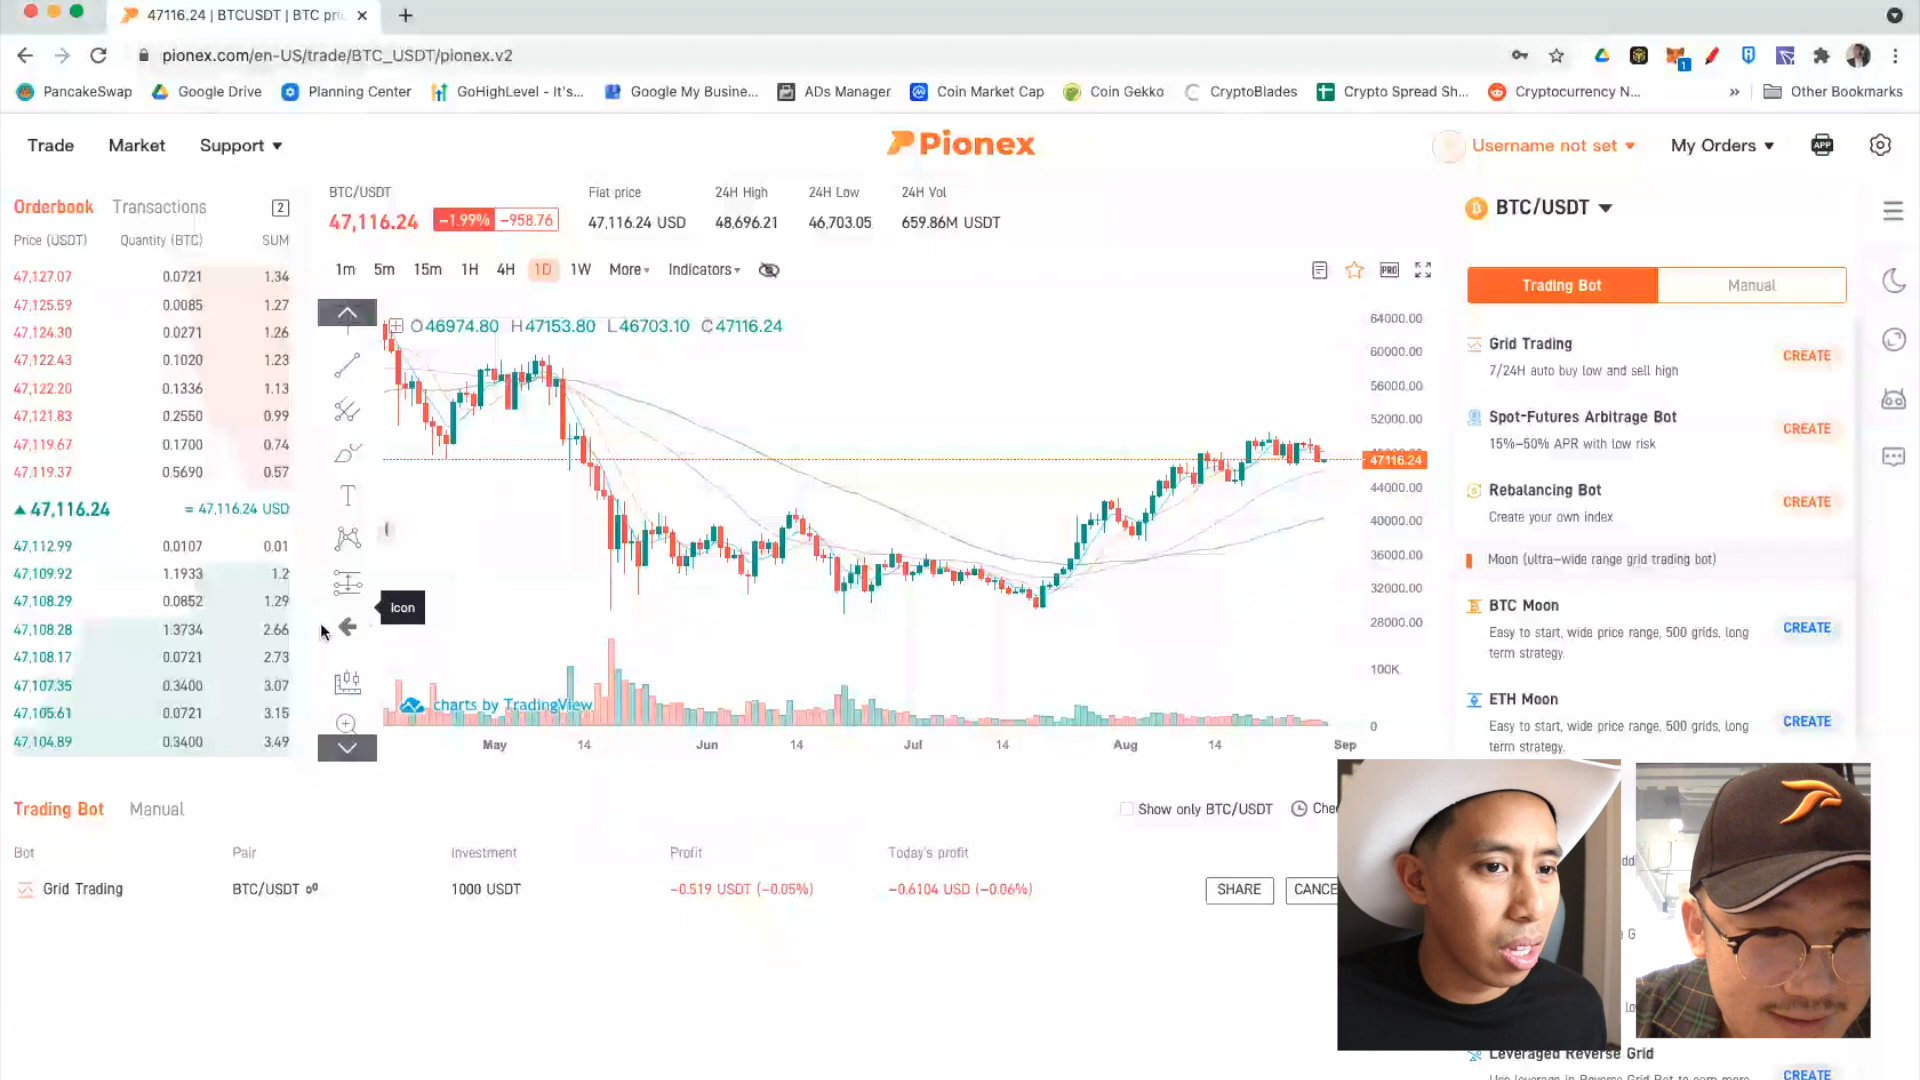 47116.24 | BTCUSDT | BTC pri
pionex.com/en-US/trade/BTC_USDT/pionex.v2
1
PancakeSwap Google Drive Planning Center GoHighLevel - It's... Google My Busine... ADs Manager Coin Market Cap Coin Gekko CryptoBlades Crypto Spread Sh... Cryptocurrency N... » Other Bookmarks
Trade Market Support
Pionex
Username not set My Orders APP
Orderbook Transactions 2
Price (USDT) Quantity (BTC) SUM
47,127.07 0.0721 1.34
47,125.59 0.0085 1.27
47,124.30 0.0271 1.26
47,122.43 0.1020 1.23
47,122.20 0.1336 1.13
47,121.83 0.2550 0.99
47,119.67 0.1700 0.74
47,119.37 0.5690 0.57
47,116.24 = 47,116.24 USD
47,112.99 0.0107 0.01
47,109.92 1.1933 1.2
47,108.29 0.0852 1.29
47,108.28 1.3734 2.66
47,108.17 0.0721 2.73
47,107.35 0.3400 3.07
47,105.61 0.0721 3.15
47,104.89 0.3400 3.49
BTC/USDT Fiat price 24H High 24H Low 24H Vol
47,116.24 -1.99% -958.76 47,116.24 USD 48,696.21 46,703.05 659.86M USDT
1m 5m 15m 1H 4H 1D 1W More Indicators PRO
O46974.80 H47153.80 L46703.10 C47116.24
64000.00
60000.00
56000.00
52000.00
47116.24
44000.00
40000.00
36000.00
32000.00
28000.00
100K
0
Icon
charts by TradingView
May 14 Jun 14 Jul 14 Aug 14 Sep
BTC/USDT
Trading Bot Manual
Grid Trading
7/24H auto buy low and sell high
CREATE
Spot-Futures Arbitrage Bot
15%-50% APR with low risk
CREATE
Rebalancing Bot
Create your own index
CREATE
Moon (ultra-wide range grid trading bot)
BTC Moon
Easy to start, wide price range, 500 grids, long
term strategy.
CREATE
ETH Moon
Easy to start, wide price range, 500 grids, long
term strategy.
CREATE
Trading Bot Manual Show only BTC/USDT
Bot Pair Investment Profit Today's profit
Grid Trading BTC/USDT 1000 USDT -0.519 USDT (-0.05%) -0.6104 USD (-0.06%) SHARE CANCE
Leveraged Reverse Grid
CREATE